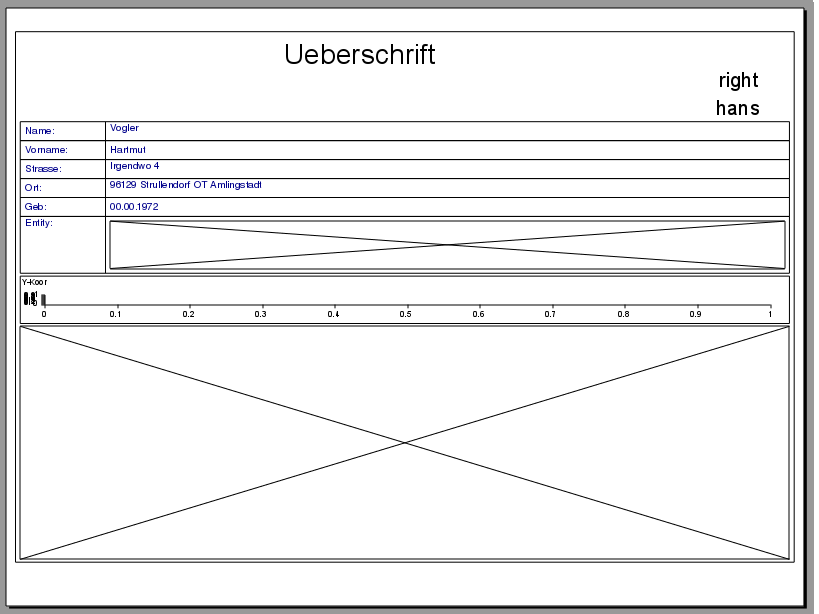 Ueberschrift
right
hans
Name: Vogler
Vorname: Hartmut
Strasse: Irgendwo 4
Ort: 96129 Strullendorf OT Amlingstadt
Geb: 00.00.1972
Entity:
Y-Koor
0 0.1 0.2 0.3 0.4 0.5 0.6 0.7 0.8 0.9 1